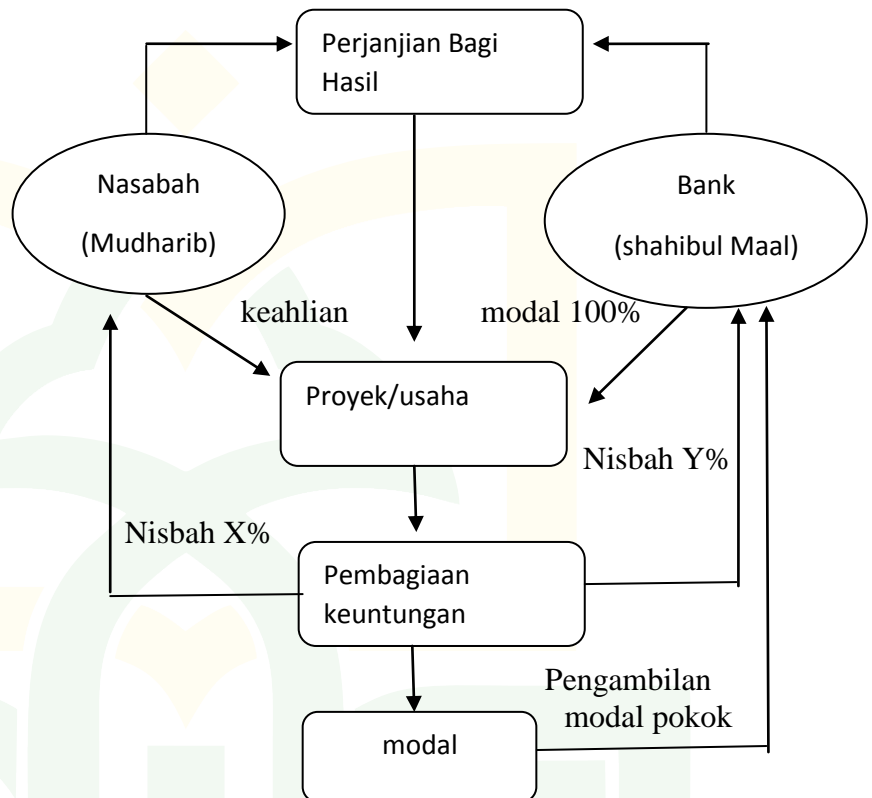 Perjanjian Bagi
Hasil
Nasabah
(Mudharib)
Bank
(shahibul Maal)
keahlian
modal 100%
Proyek/usaha
Nisbah Y%
Nisbah X%
Pembagiaan
keuntungan
Pengambilan
modal pokok
modal